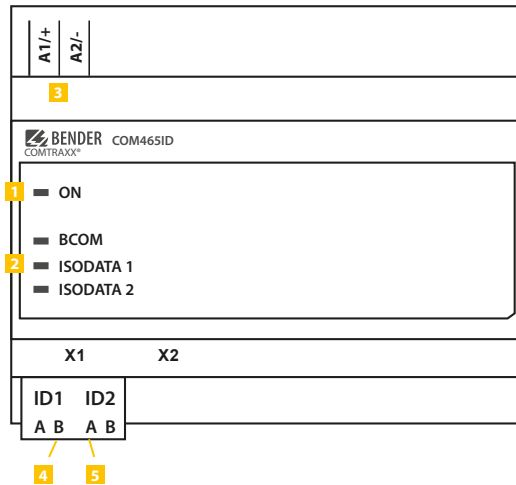 A1/+ A2/-
3
BENDER COM465ID
COMTRAXX®
1 ON
BCOM
2 ISODATA 1
ISODATA 2
X1 X2
ID1 ID2
A B A B
4 5